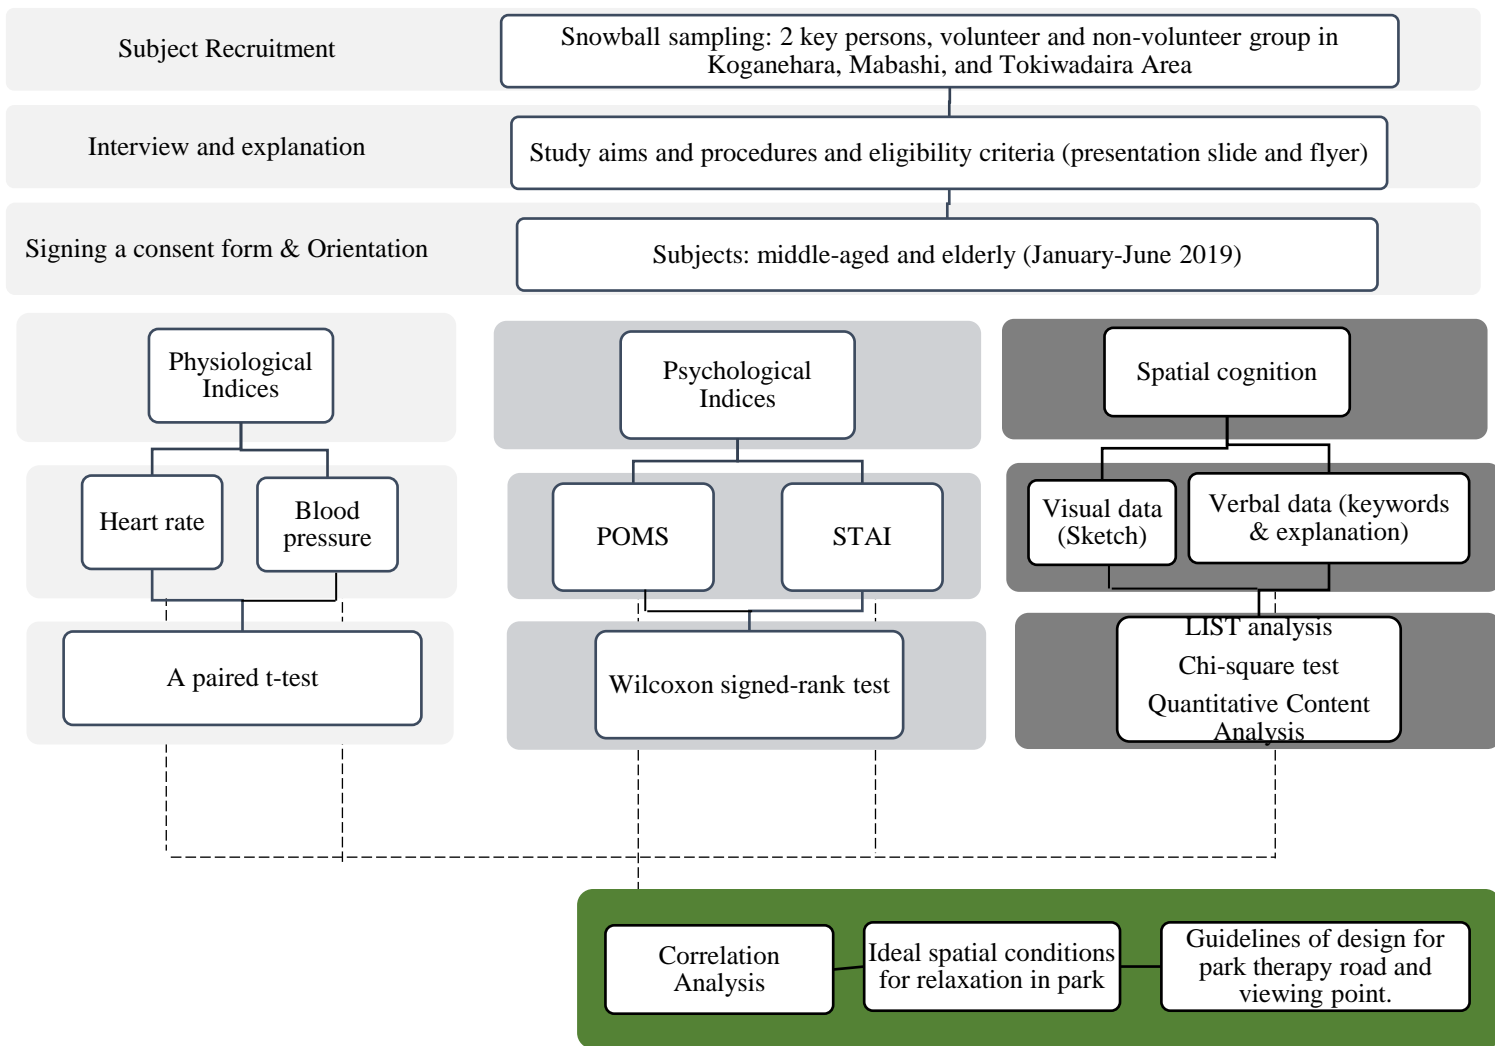 Subject Recruitment
Snowball sampling: 2 key persons, volunteer and non-volunteer group in
Koganehara, Mabashi, and Tokiwadaira Area
Interview and explanation
Study aims and procedures and eligibility criteria (presentation slide and flyer)
Signing a consent form & Orientation
Subjects: middle-aged and elderly (January-June 2019)
Physiological
Indices
Psychological
Indices
Spatial cognition
Heart rate
Blood
pressure
POMS
STAI
Visual data
(Sketch)
Verbal data (keywords
& explanation)
A paired t-test
Wilcoxon signed-rank test
LIST analysis
Chi-square test
Quantitative Content
Analysis
Correlation
Analysis
Ideal spatial conditions
for relaxation in park
Guidelines of design for
park therapy road and
viewing point.